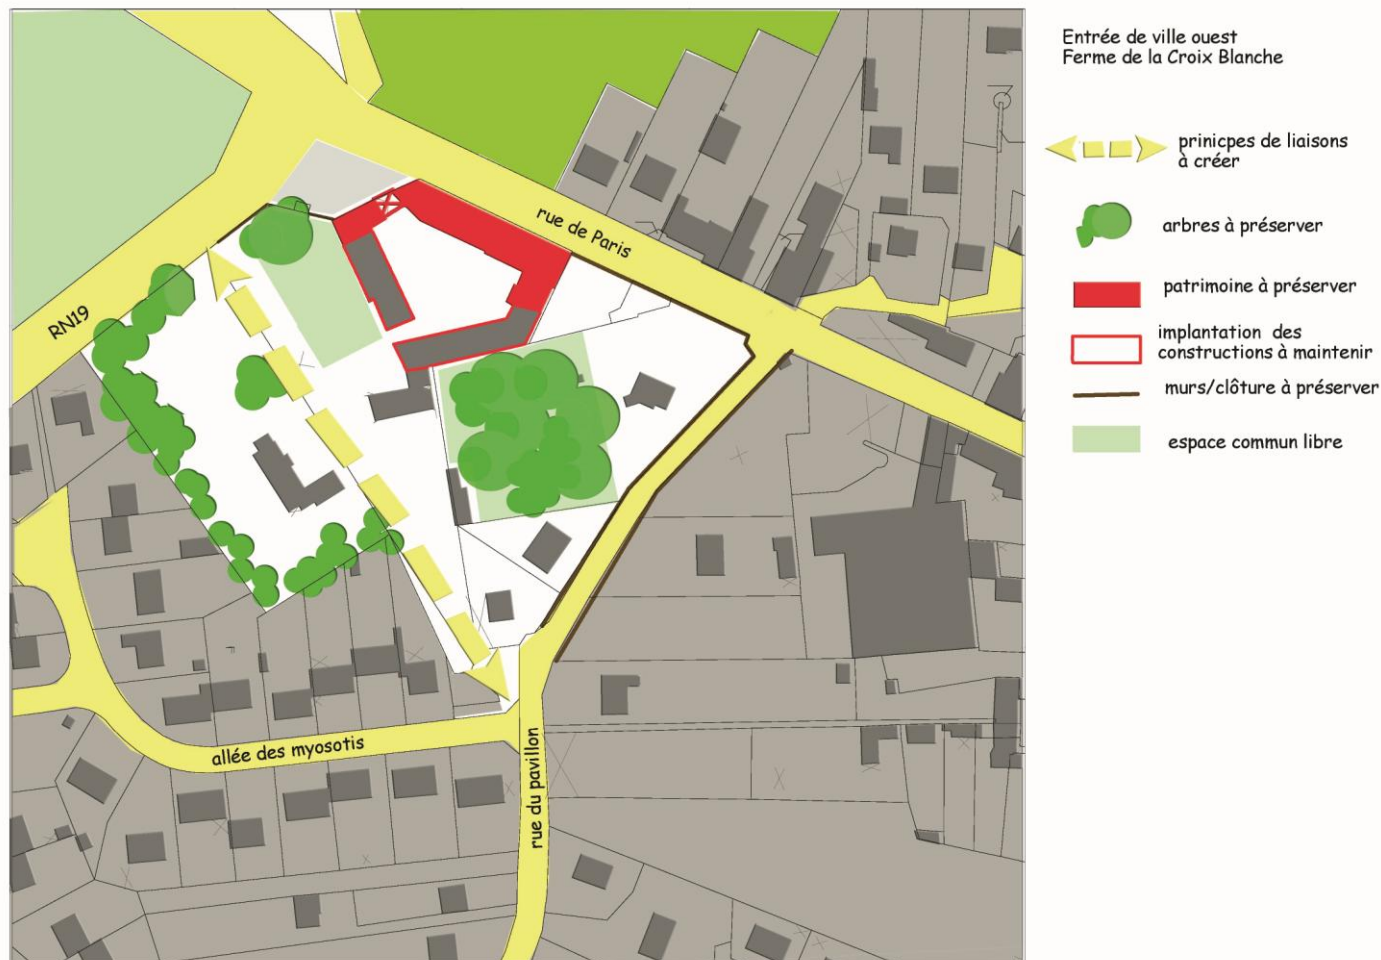 Entrée de ville ouest
Ferme de la Croix Blanche
prinicpes de liaisons
à créer
arbres à préserver
patrimoine à préserver
implantation des
constructions à maintenir
murs/clôture à préserver
espace commun libre
rue de Paris
RN19
allée des myosotis
rue du pavillon